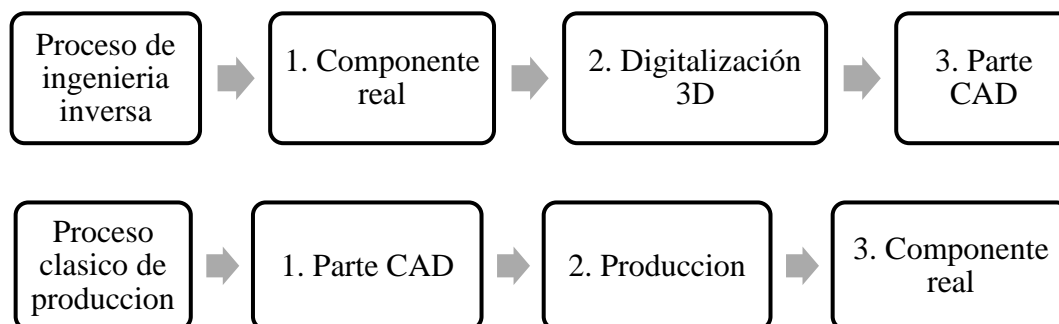 Proceso de
ingenieria
inversa
1. Componente
real
2. Digitalización
3D
3. Parte
CAD
Proceso
clasico de
produccion
1. Parte CAD
2. Produccion
3. Componente
real